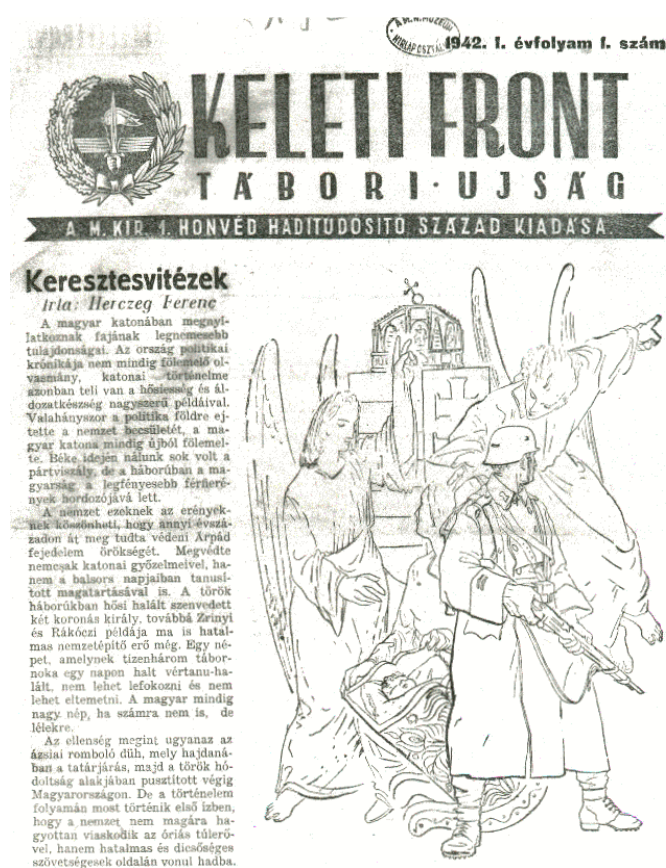 1942. I. évfolyam 1. szám
KELETI FRONT
TÁBORI·UJSÁG
A M. KIR. 1. HONVÉD HADITUDÓSITÓ SZÁZAD KIADÁSA.
Keresztesvitézek
Irta: Herczeg Ferenc
A magyar katonában megnyi-
latkoznak fajának legnemesebb
tulajdonságai. Az ország politikai
krónikája nem mindig fölemelő ol-
vasmány, katonai történelme
azonban teli van a hősiesség és ál-
dozatkészség nagyszerű példáival.
Valahányszor a politika földre ej-
tette a nemzet becsületét, a ma-
gyar katona mindig újból fölemel-
te. Béke idején nálunk sok volt a
pártviszály, de a háborúban a ma-
gyarság a legfényesebb férfieré-
nyek hordozójává lett.
A nemzet ezeknek az erények-
nek köszönheti, hogy annyi évszá-
zadon át meg tudta védeni Árpád
fejedelem örökségét. Megvédte
nemcsak katonai győzelmeivel, ha-
nem a balsors napjaiban tanusí-
tott magatartásával is. A török
háborúkban hősi halált szenvedett
két koronás király, továbbá Zrinyi
és Rákóczi példája ma is hatal-
mas nemzetépítő erő még. Egy né-
pet, amelynek tizenhárom tábor-
noka egy napon halt vértanu-ha-
lált, nem lehet lefokozni és nem
lehet eltemetni. A magyar mindig
nagy nép, ha számra nem is, de
lélekre.
Az ellenség megint ugyanaz az
ázsiai romboló düh, mely hajdaná-
ban a tatárjárás, majd a török hó-
doltság alakjában pusztított végig
Magyarországon. De a történelem
folyamán most történik első ízben,
hogy a nemzet nem magára ha-
gyottan viaskodik az óriás túlerő-
vel, hanem hatalmas és dicsőséges
szövetségesek oldalán vonul hadba.